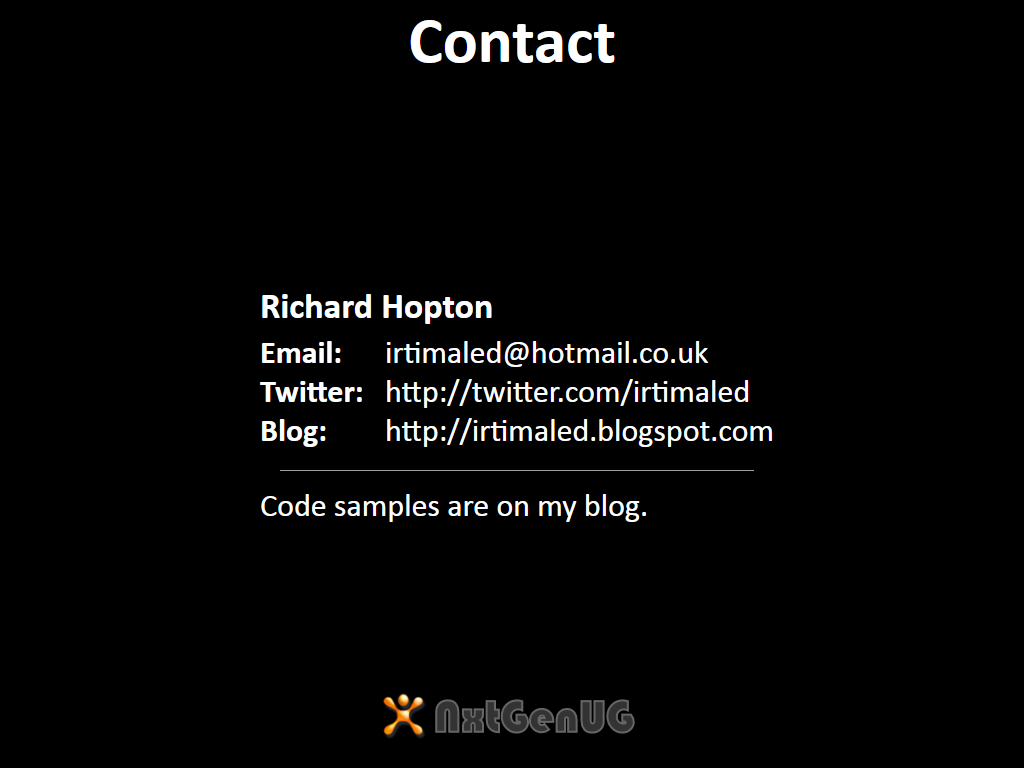 Contact
Richard Hopton
Email: irtimaled@hotmail.co.uk
Twitter: http://twitter.com/irtimaled
Blog: http://irtimaled.blogspot.com
Code samples are on my blog.
NxtGenUG